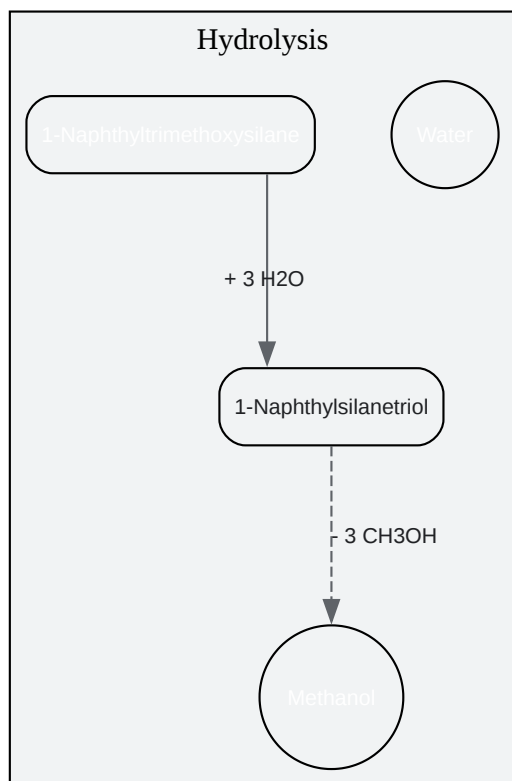 Hydrolysis
1-Naphthyltrimethoxysilane
Water
+ 3 H2O
1-Naphthylsilanetriol
- 3 CH3OH
Methanol